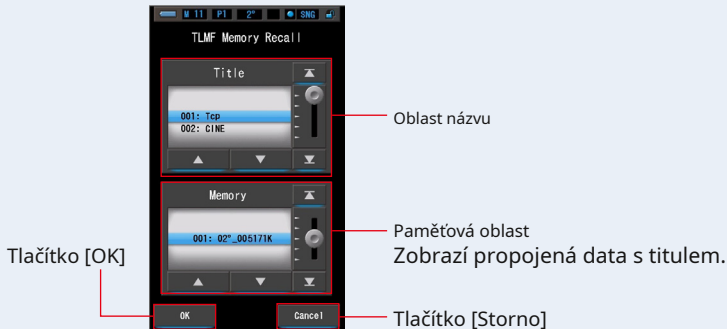 M 11 P1 2° SNG
TLMF Memory Recall
Title
001: Tcp
002: CINE
Oblast názvu
Memory
001: 02°_005171K
Paměťová oblast
Zobrazí propojená data s titulem.
Tlačítko [OK]
OK
Cancel
Tlačítko [Storno]